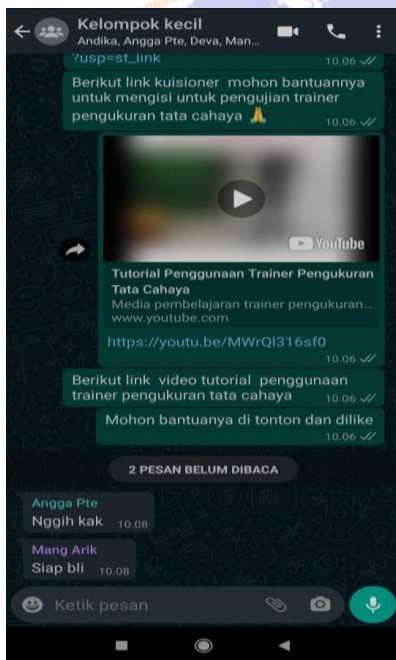 Kelompok kecil
Andika, Angga Pte, Deva, Man...
?usp=sf_link
10.06
Berikut link kuisioner mohon bantuannya
untuk mengisi untuk pengujian trainer
pengukuran tata cahaya 🙏
10.06
YouTube
Tutorial Penggunaan Trainer Pengukuran
Tata Cahaya
Media pembelajaran trainer pengukuran...
www.youtube.com
https://youtu.be/MWrQl316sf0
10.06
Berikut link video tutorial penggunaan
trainer pengukuran tata cahaya 10.06
Mohon bantuanya di tonton dan dilike
10.06
2 PESAN BELUM DIBACA
Angga Pte
Nggih kak 10.08
Mang Arik
Siap bli 10.08
Ketik pesan